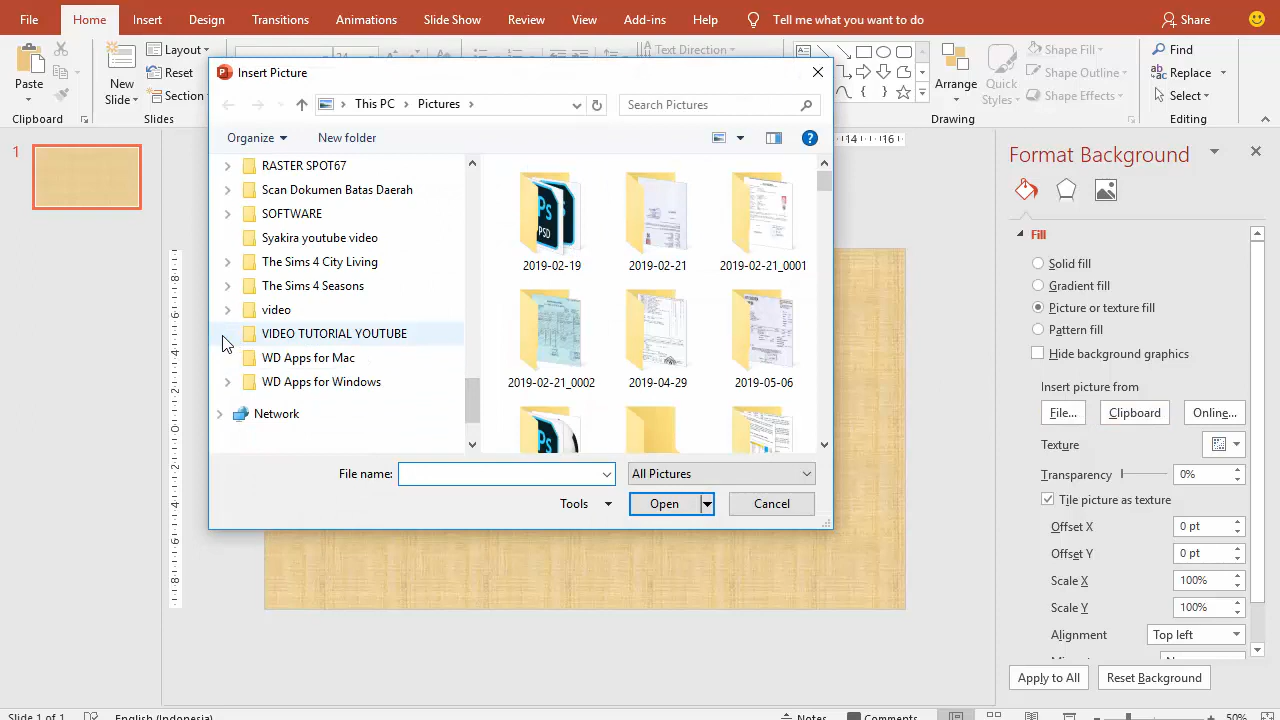 File Home Insert Design Transitions Animations Slide Show Review View Add-ins Help Tell me what you want to do Share
Paste
Clipboard
New
Slide
Layout
Reset
Section
Slides
24
Text Direction
Arrange
Quick
Styles
Shape Fill
Shape Outline
Shape Effects
Drawing
Find
Replace
Select
Editing
Insert Picture
This PC Pictures
Search Pictures
Organize New folder
RASTER SPOT67
Scan Dokumen Batas Daerah
SOFTWARE
Syakira youtube video
The Sims 4 City Living
The Sims 4 Seasons
video
VIDEO TUTORIAL YOUTUBE
WD Apps for Mac
WD Apps for Windows
Network
2019-02-19 2019-02-21 2019-02-21_0001
2019-02-21_0002 2019-04-29 2019-05-06
File name: All Pictures
Tools Open Cancel
1
14 16
Format Background
Fill
Solid fill
Gradient fill
Picture or texture fill
Pattern fill
Hide background graphics
Insert picture from
File... Clipboard Online...
Texture
Transparency 0%
Tile picture as texture
Offset X 0 pt
Offset Y 0 pt
Scale X 100%
Scale Y 100%
Alignment Top left
Apply to All Reset Background
Slide 1 of 1 English (Indonesia) Notes Comments 50%